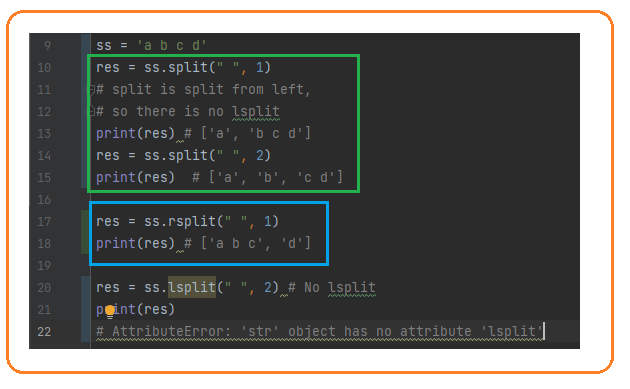 9 ss = 'a b c d'
10 res = ss.split(" ", 1)
11 # split is split from left,
12 # so there is no lsplit
13 print(res) # ['a', 'b c d']
14 res = ss.split(" ", 2)
15 print(res)  # ['a', 'b', 'c d']
16
17 res = ss.rsplit(" ", 1)
18 print(res) # ['a b c', 'd']
19
20 res = ss.lsplit(" ", 2) # No lsplit
21 print(res)
22 # AttributeError: 'str' object has no attribute 'lsplit'